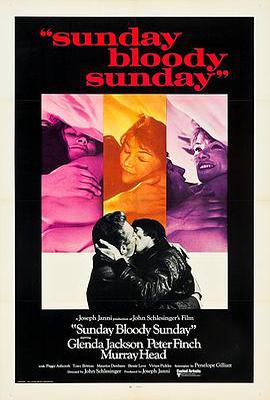 "sunday
bloody
sunday"
a Joseph Janni production of John Schlesinger's Film
"Sunday Bloody Sunday"
starring
Glenda Jackson Peter Finch
Murray Head
with Peggy Ashcroft Tony Britton Maurice Denham Bessie Love Vivian Pickles Screenplay by Penelope Gilliatt
Directed by John Schlesinger Produced by Joseph Janni United Artists